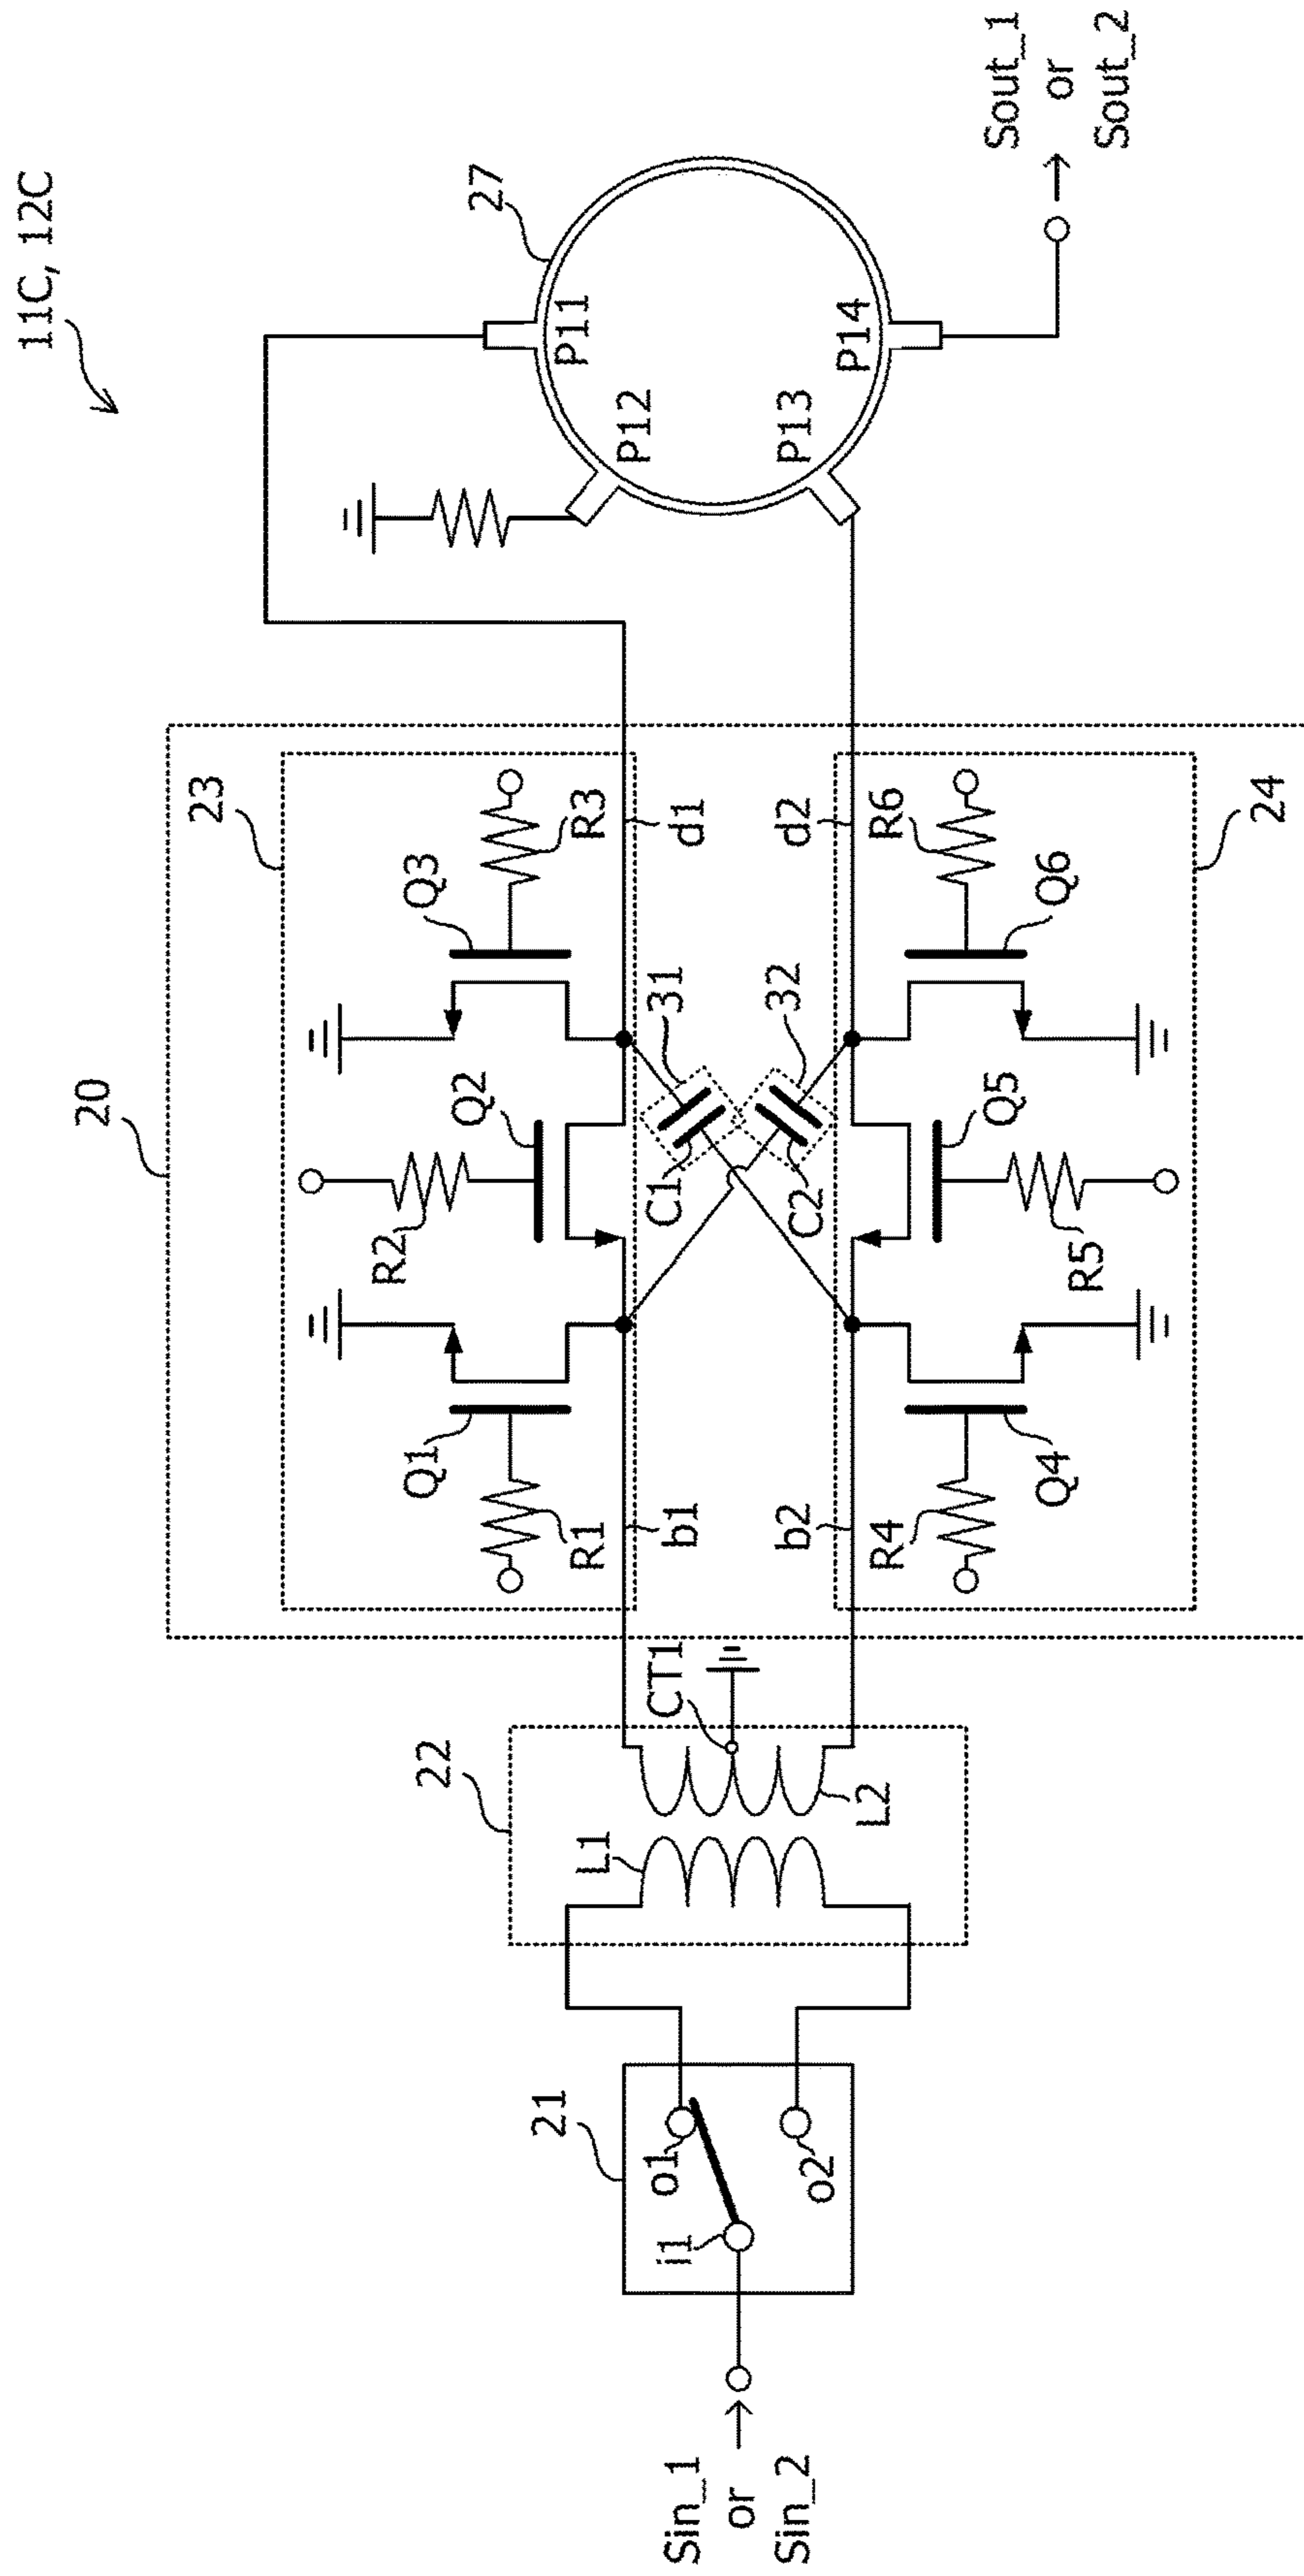 11C, 12C
20
23
24
27
22
21
Sin_1
or
Sin_2
i1
o1
o2
L1
L2
CT1
b1
b2
R1
Q1
R2
Q2
Q3
R3
d1
d2
31
32
C1
C2
R4
Q4
R5
Q5
Q6
R6
P11
P12
P13
P14
Sout_1
or
Sout_2